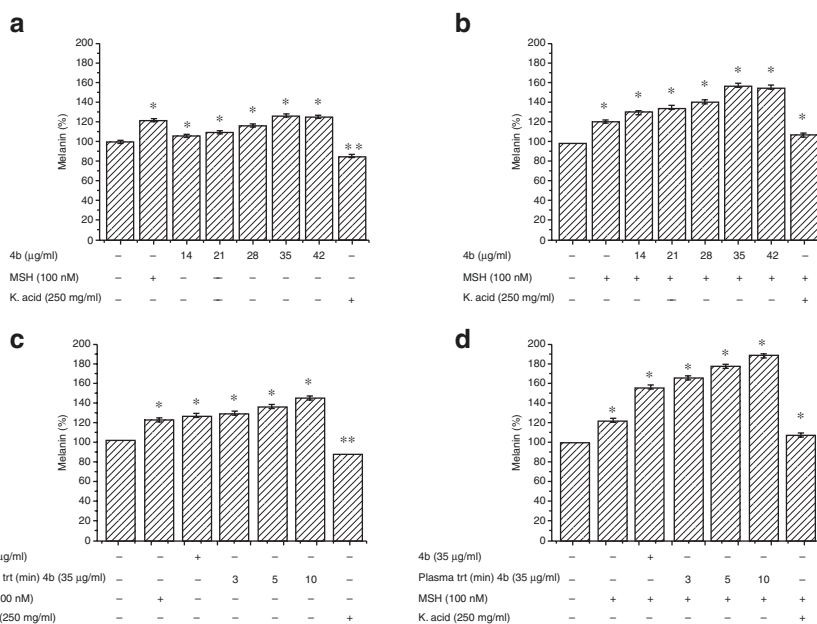 a
200
180
160
140
120
100
80
60
40
20
0
Melanin (%)
* * * * * * **
4b (µg/ml) – – 14 21 28 35 42 –
MSH (100 nM) – + – – – – – –
K. acid (250 mg/ml) – – – – – – – +
b
200
180
160
140
120
100
80
60
40
20
0
Melanin (%)
* * * * * * *
4b (µg/ml) – – 14 21 28 35 42 –
MSH (100 nM) – + + + + + + +
K. acid (250 mg/ml) – – – – – – – +
c
200
180
160
140
120
100
80
60
40
20
0
Melanin (%)
* * * * * **
µg/ml) – – + – – – –
trt (min) 4b (35 µg/ml) – – – 3 5 10 –
00 nM) – + – – – – –
(250 mg/ml) – – – – – – +
d
200
180
160
140
120
100
80
60
40
20
0
Melanin (%)
* * * * * *
4b (35 µg/ml) – – + – – – –
Plasma trt (min) 4b (35 µg/ml) – – – 3 5 10 –
MSH (100 nM) – + + + + + +
K. acid (250 mg/ml) – – – – – – +